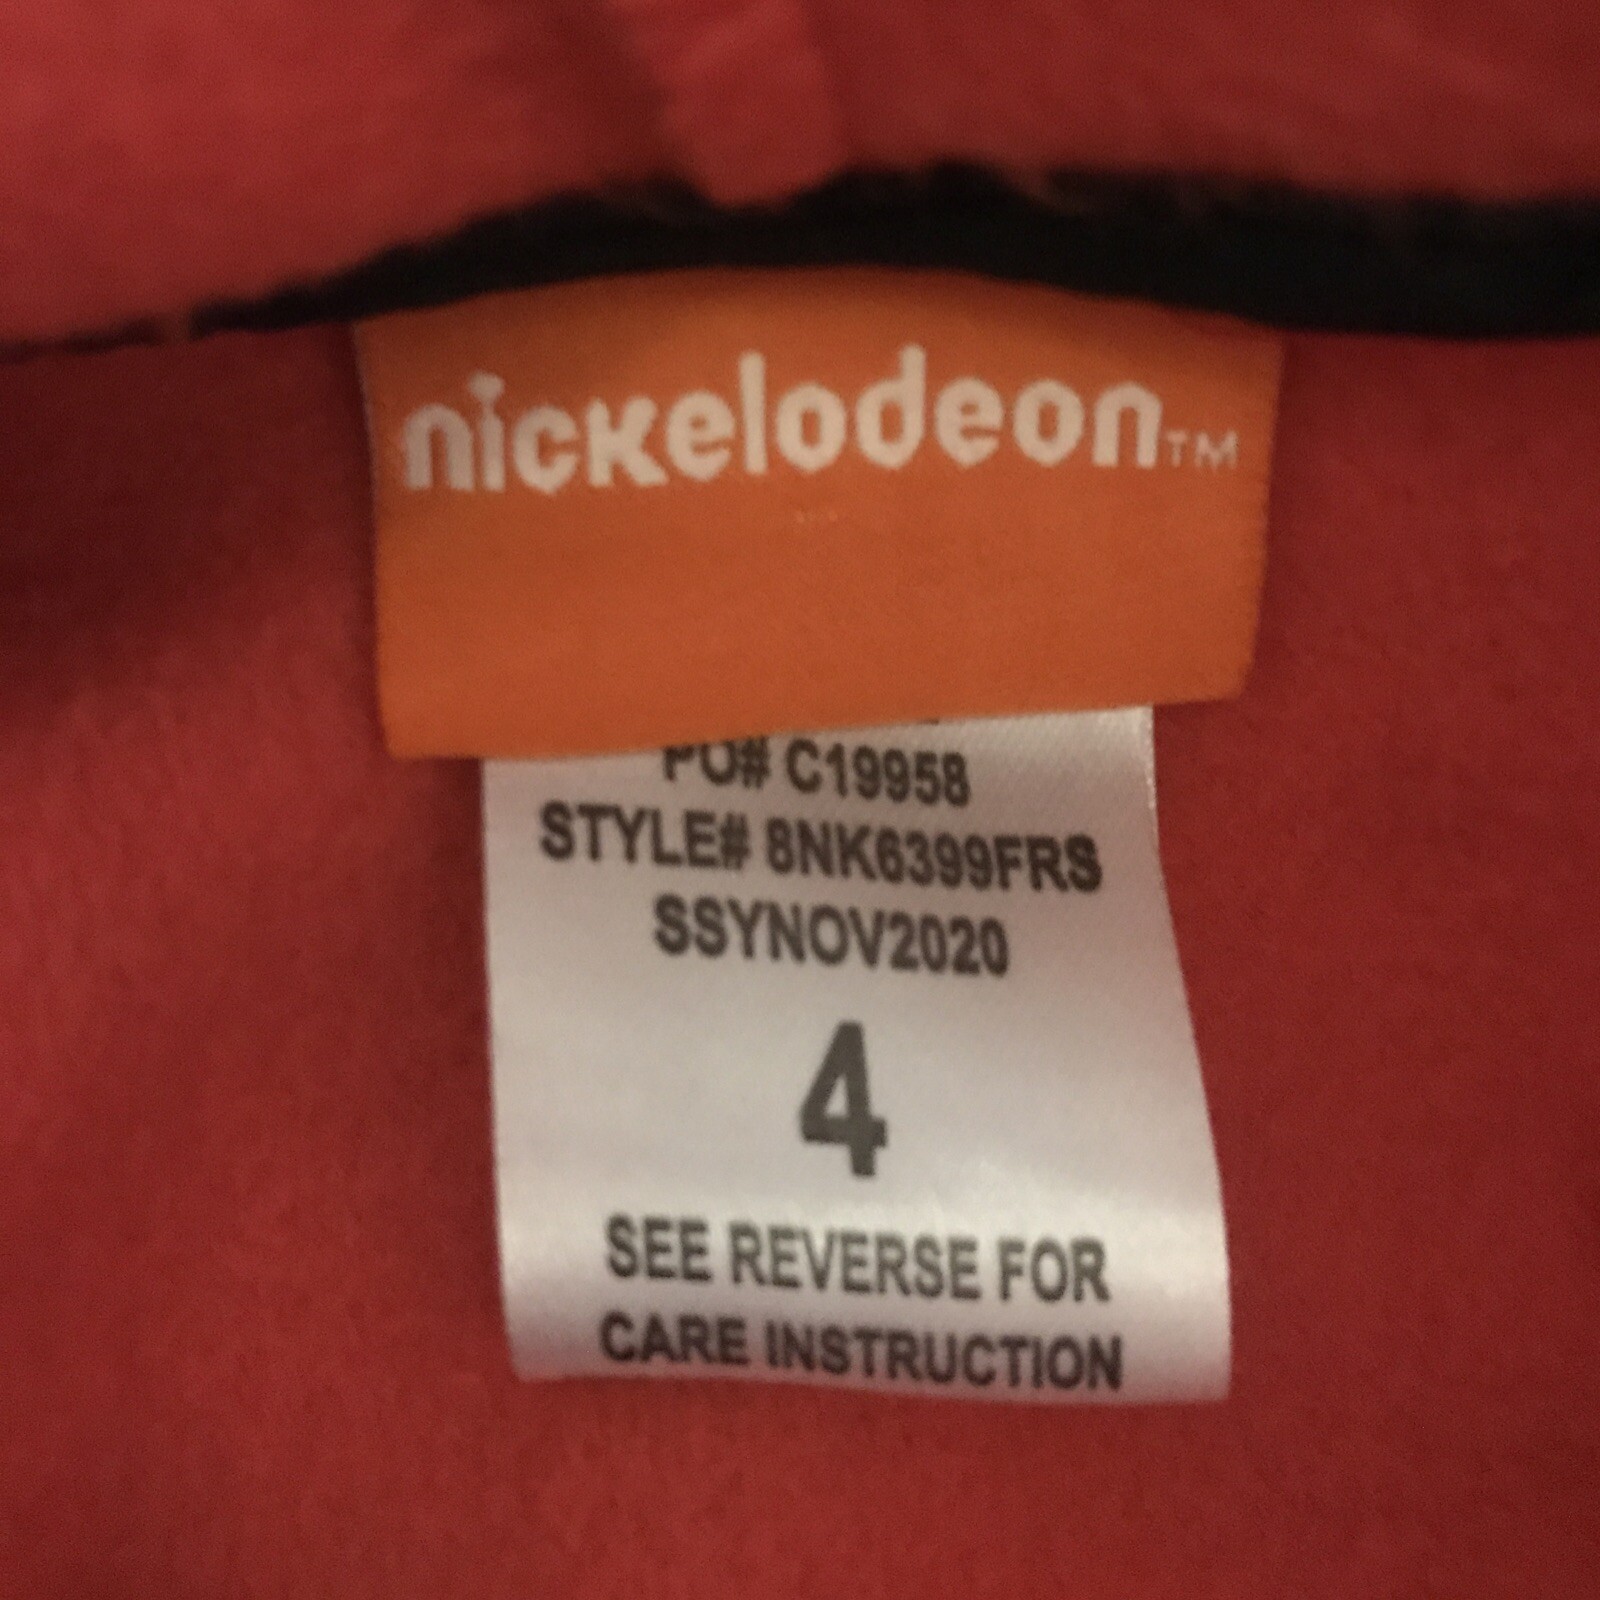 nickelodeon™
PO# C19958
STYLE# 8NK6399FRS
SSYNOV2020
4
SEE REVERSE FOR
CARE INSTRUCTION